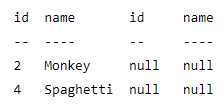 id name id name
-- ---- -- ----
2 Monkey null null
4 Spaghetti null null